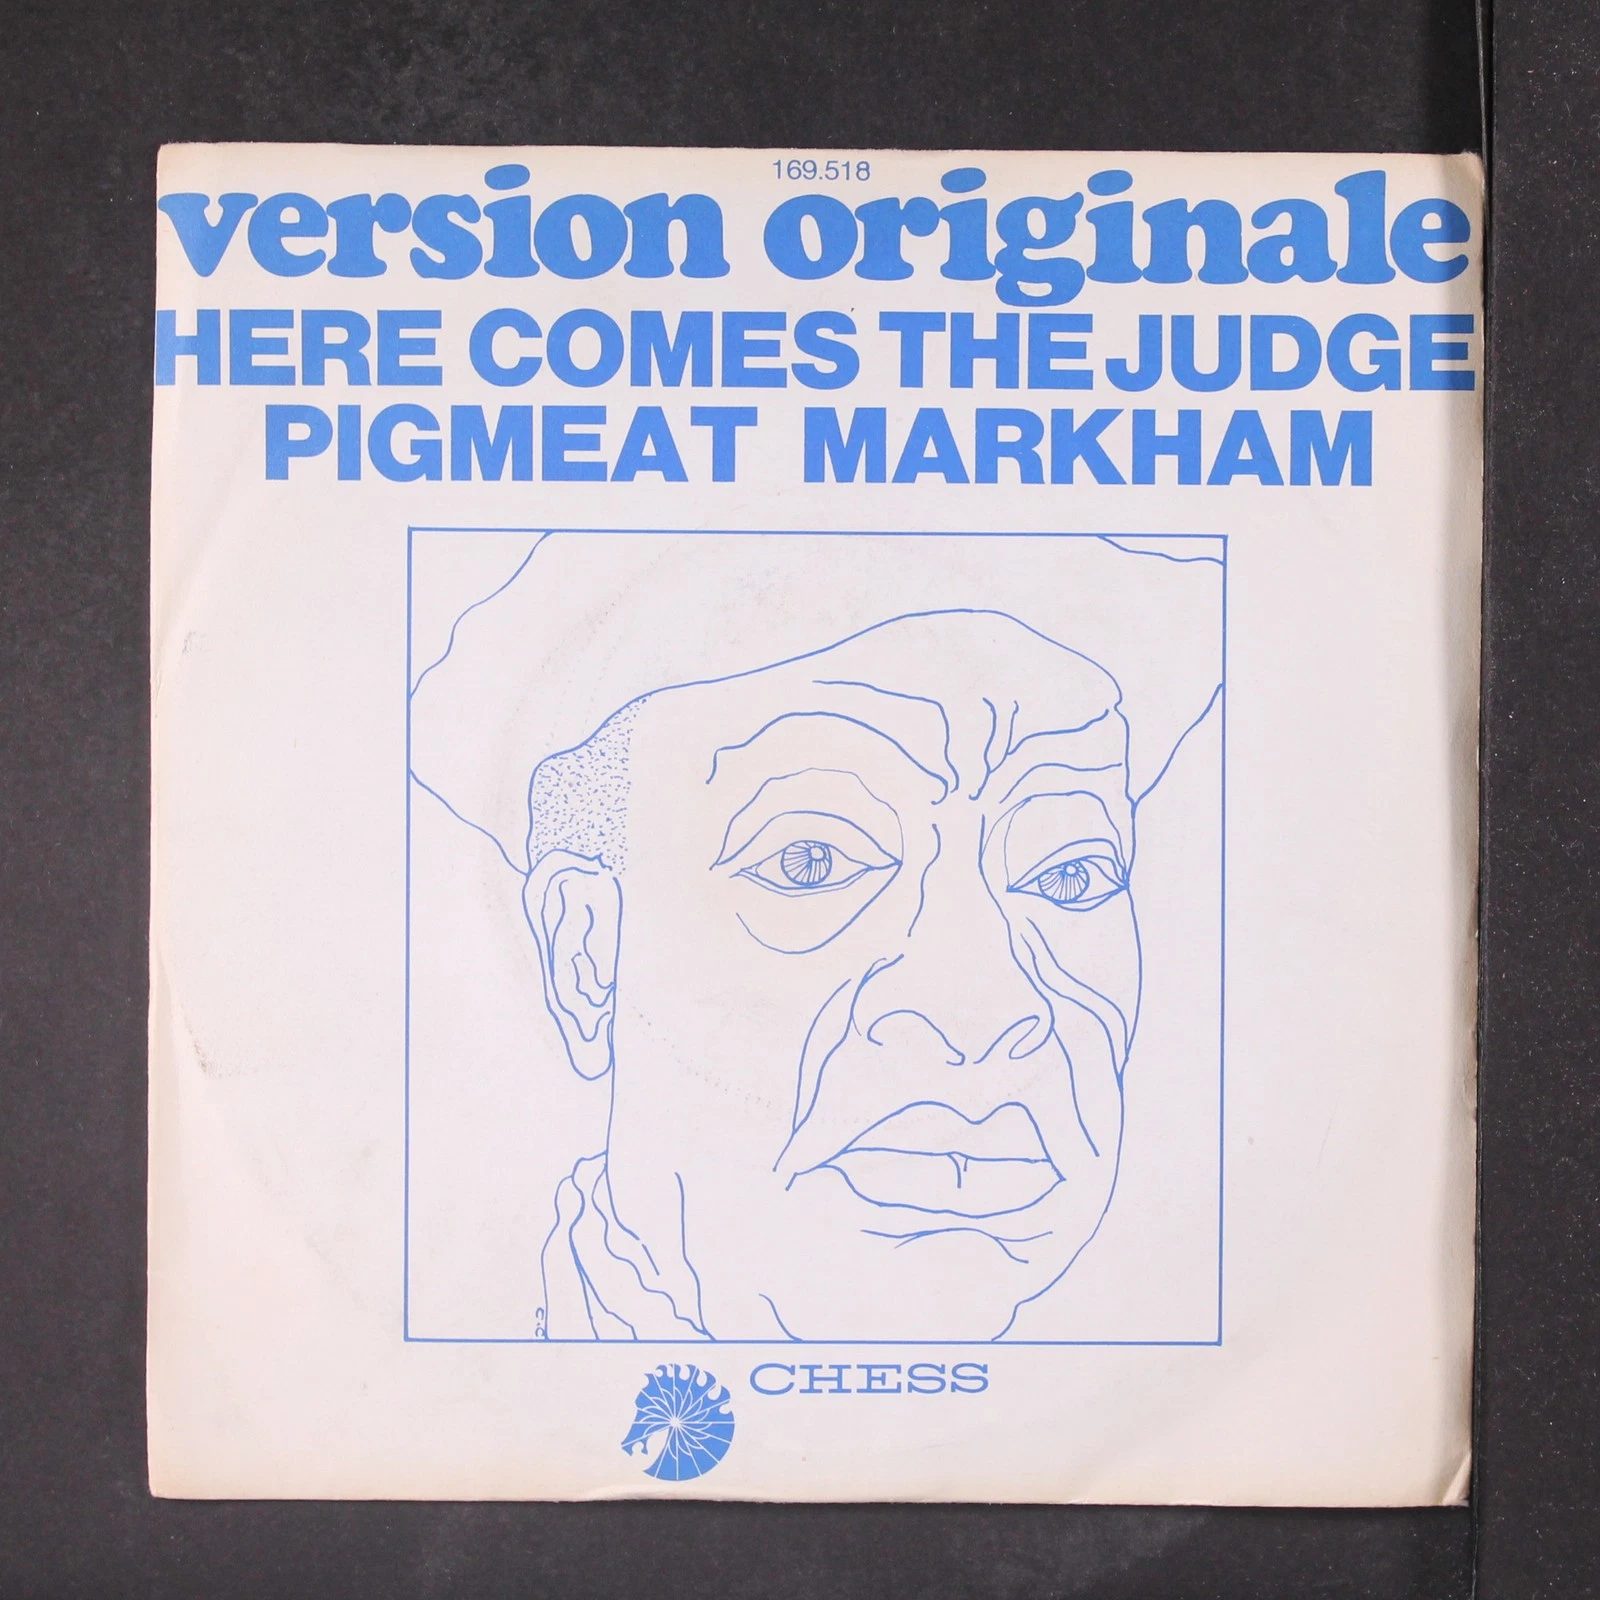 169.518
version originale
HERE COMES THE JUDGE
PIGMEAT MARKHAM
CHESS